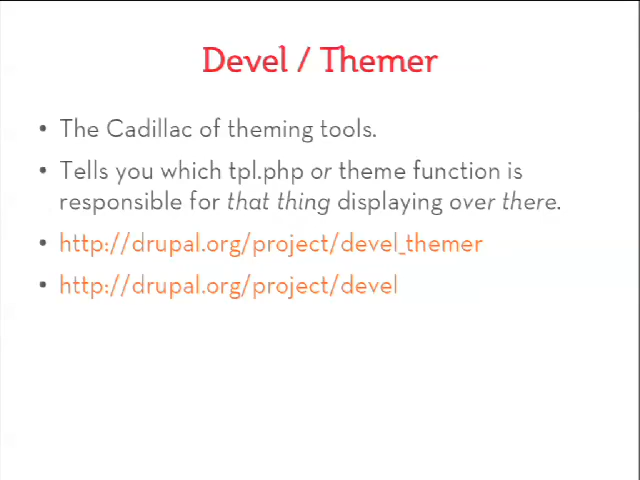 Devel / Themer
• The Cadillac of theming tools.
• Tells you which tpl.php or theme function is
responsible for that thing displaying over there.
• http://drupal.org/project/devel_themer
• http://drupal.org/project/devel